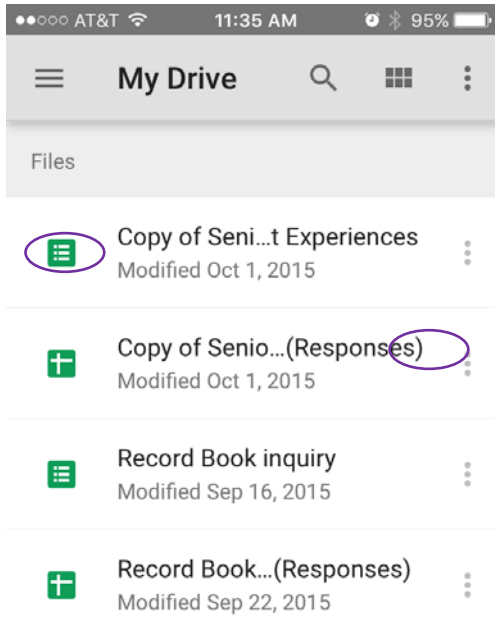 AT&T 11:35 AM 95%
My Drive
Files
Copy of Seni...t Experiences
Modified Oct 1, 2015
Copy of Senio...(Responses)
Modified Oct 1, 2015
Record Book inquiry
Modified Sep 16, 2015
Record Book...(Responses)
Modified Sep 22, 2015